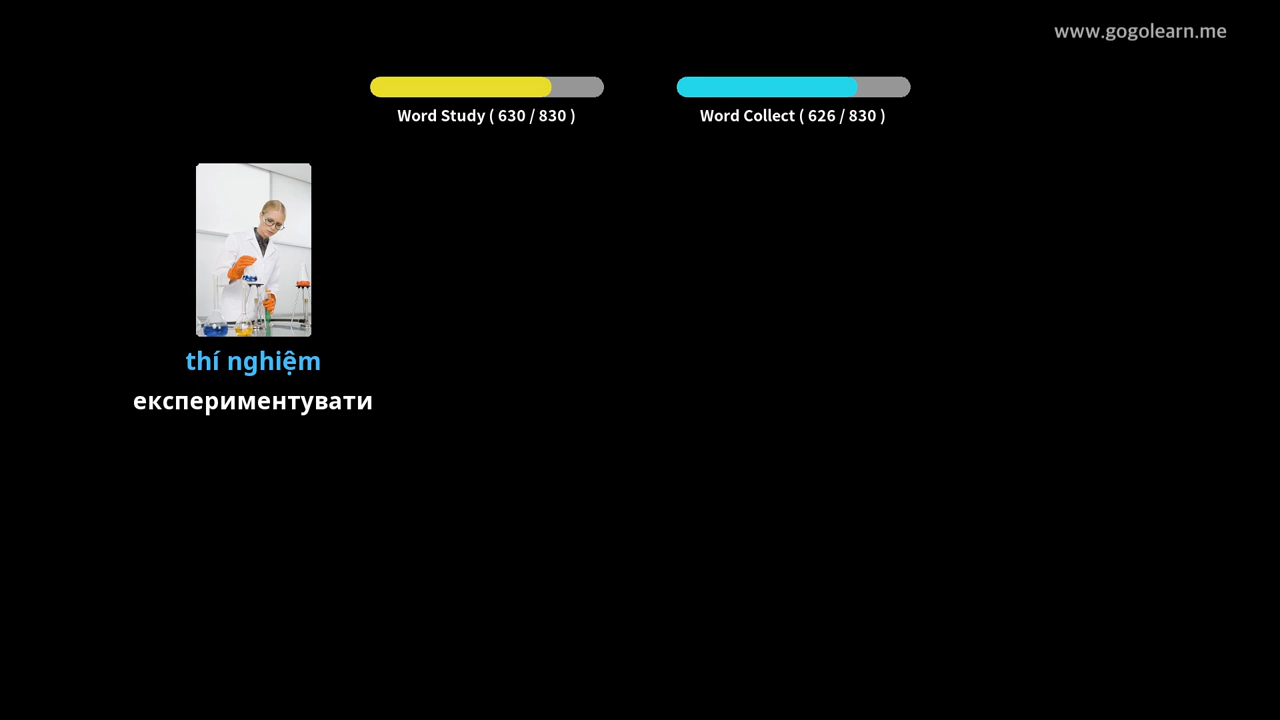 www.gogolearn.me
Word Study ( 630 / 830 )
Word Collect ( 626 / 830 )
thí nghiệm
експериментувати